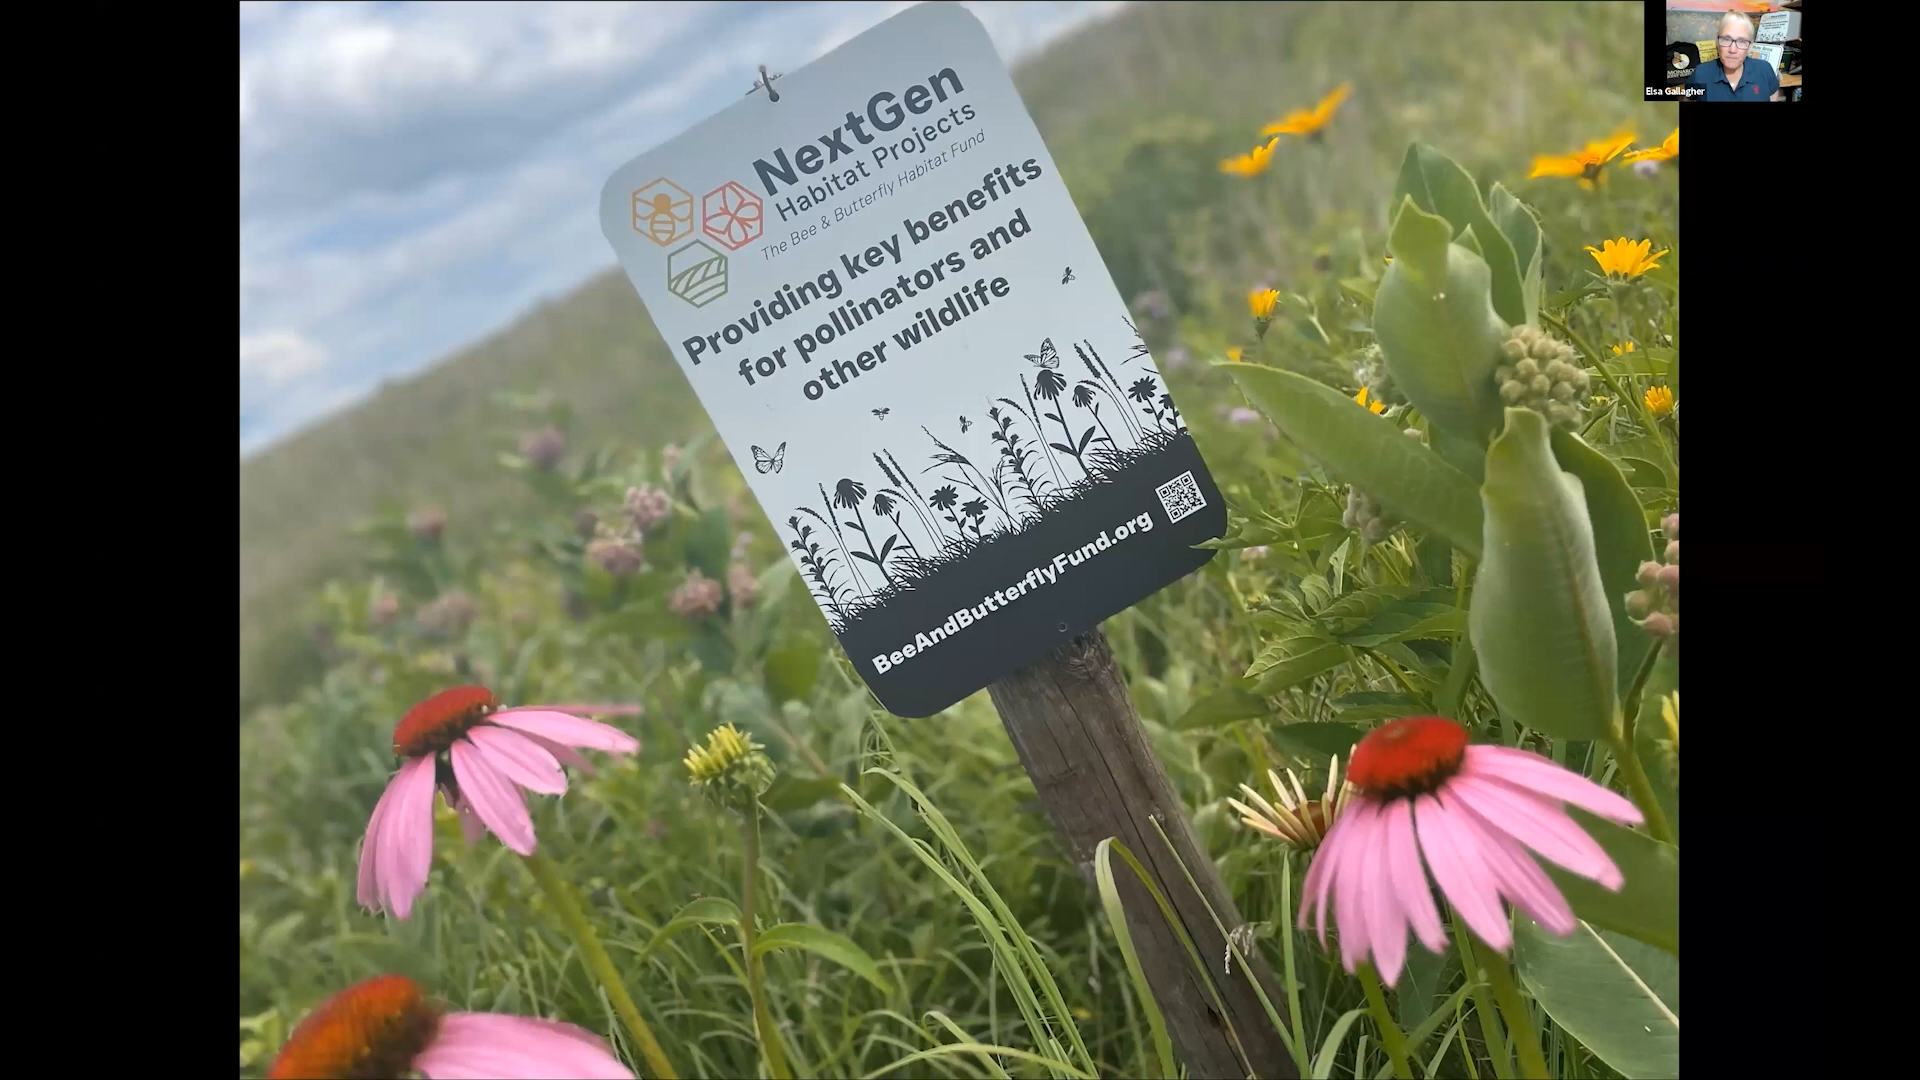 NextGen
Habitat Projects
The Bee & Butterfly Habitat Fund
Providing key benefits
for pollinators and
other wildlife
BeeAndButterflyFund.org
Elsa Gallagher